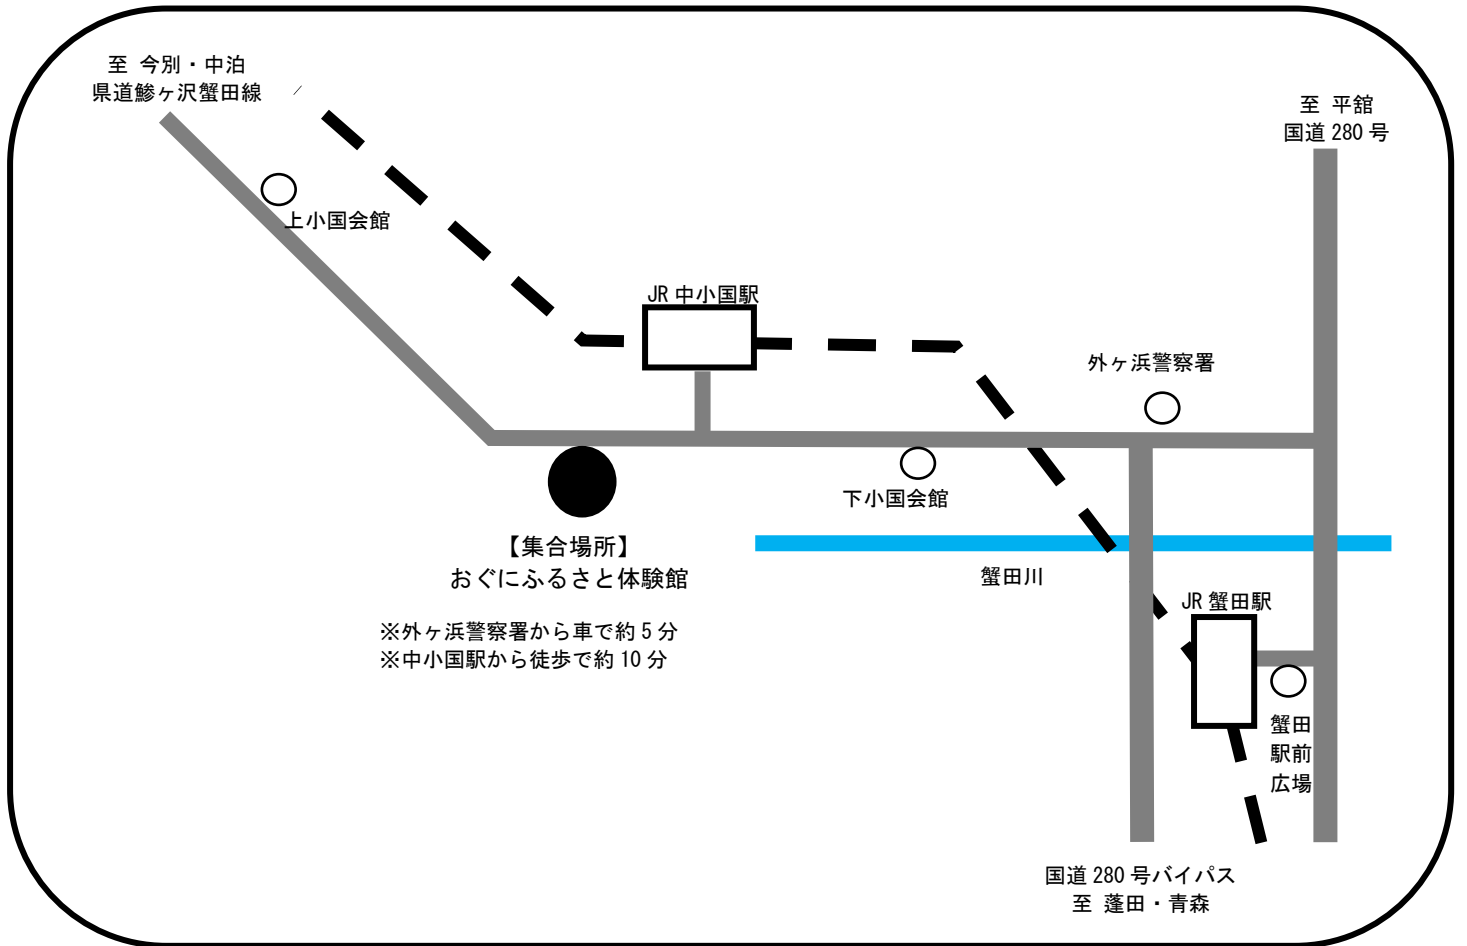 至 今別・中泊
県道鰺ヶ沢蟹田線
至 平舘
国道 280 号
上小国会館
JR 中小国駅
外ヶ浜警察署
下小国会館
【集合場所】
おぐにふるさと体験館
蟹田川
JR 蟹田駅
※外ヶ浜警察署から車で約 5 分
※中小国駅から徒歩で約 10 分
蟹田
駅前
広場
国道 280 号バイパス
至 蓬田・青森